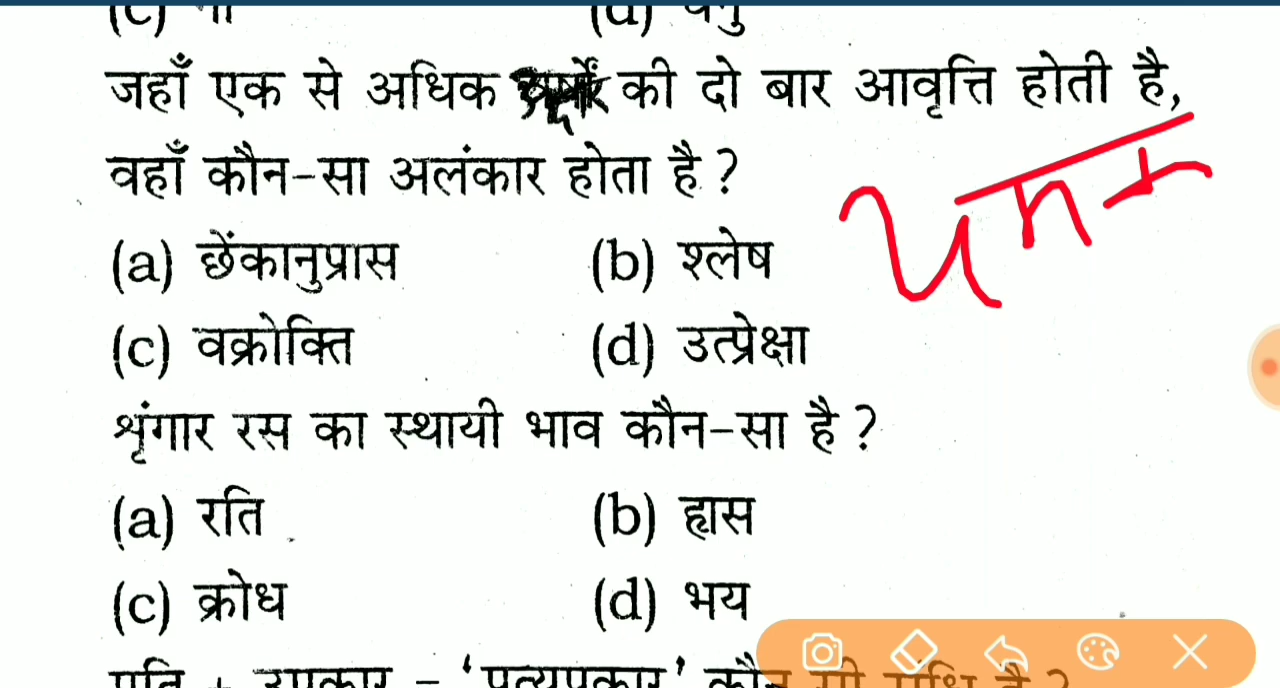 जहाँ एक से अधिक की दो बार आवृत्ति होती है,
वहाँ कौन-सा अलंकार होता है ?
(a) छेंकानुप्रास (b) श्लेष
(c) वक्रोक्ति (d) उत्प्रेक्षा
शृंगार रस का स्थायी भाव कौन-सा है ?
(a) रति (b) हास
(c) क्रोध (d) भय